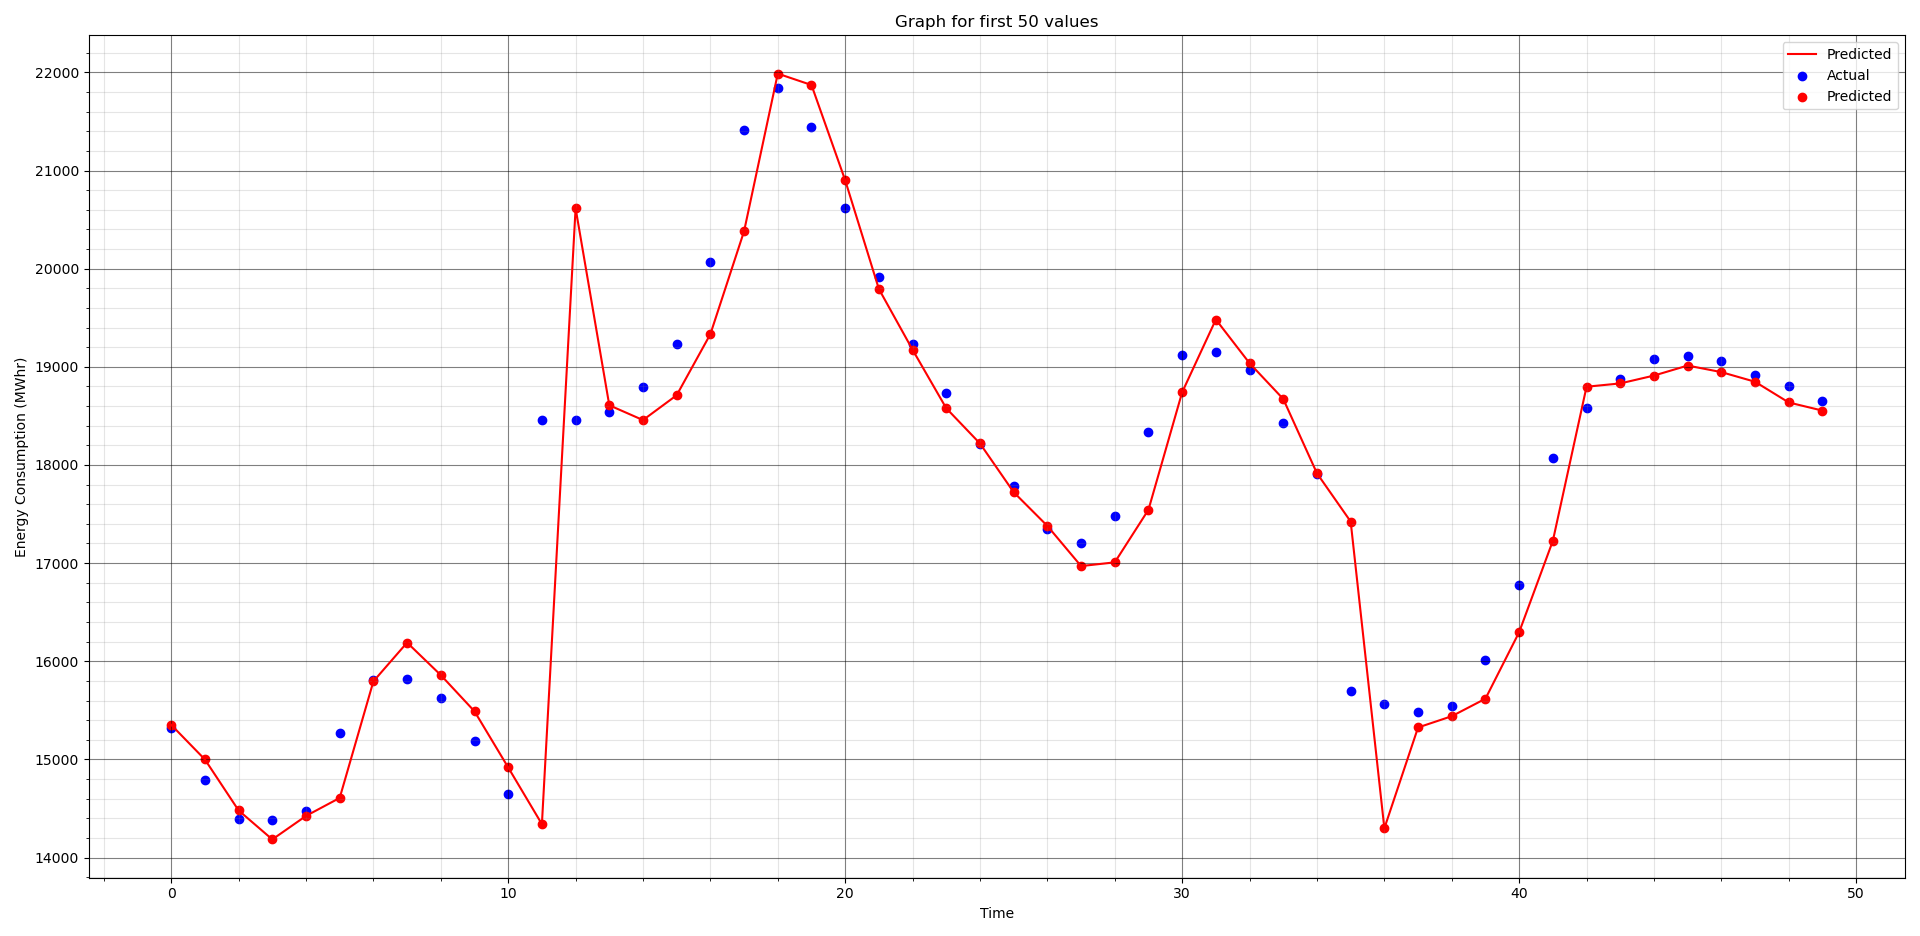 Graph for first 50 values
Predicted
Actual
Predicted
22000
21000
20000
19000
18000
17000
16000
15000
14000
Energy Consumption (MWhr)
0 10 20 30 40 50
Time